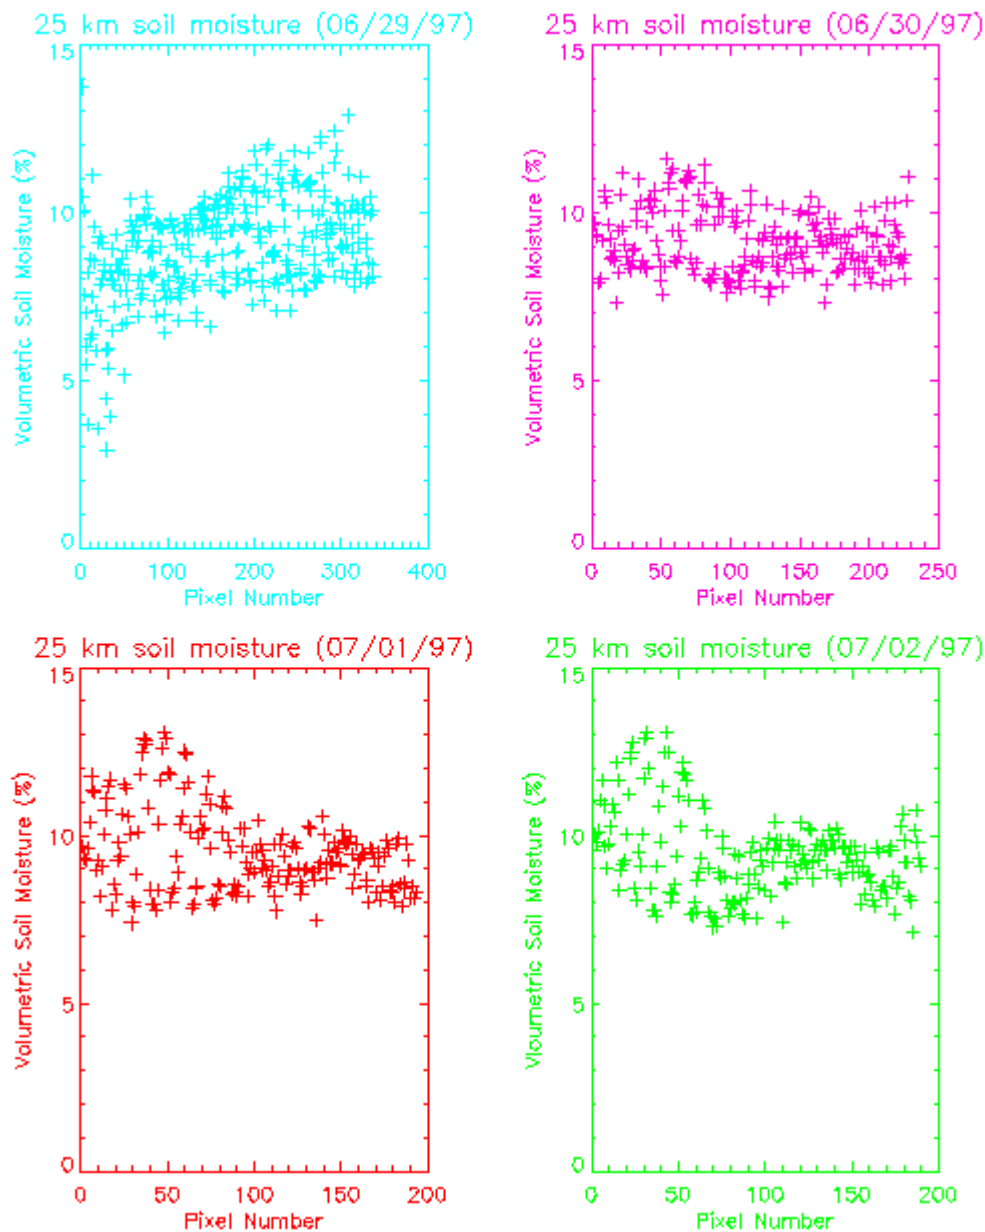 25 km soil moisture (06/29/97)
15
10
5
0
Volumetric Soil Moisture (%)
0 100 200 300 400
Pixel Number
25 km soil moisture (06/30/97)
15
10
5
0
Volumetric Soil Moisture (%)
0 50 100 150 200 250
Pixel Number
25 km soil moisture (07/01/97)
15
10
5
0
Volumetric Soil Moisture (%)
0 50 100 150 200
Pixel Number
25 km soil moisture (07/02/97)
15
10
5
0
Vloumetric Soil Moisture (%)
0 50 100 150 200
Pixel Number